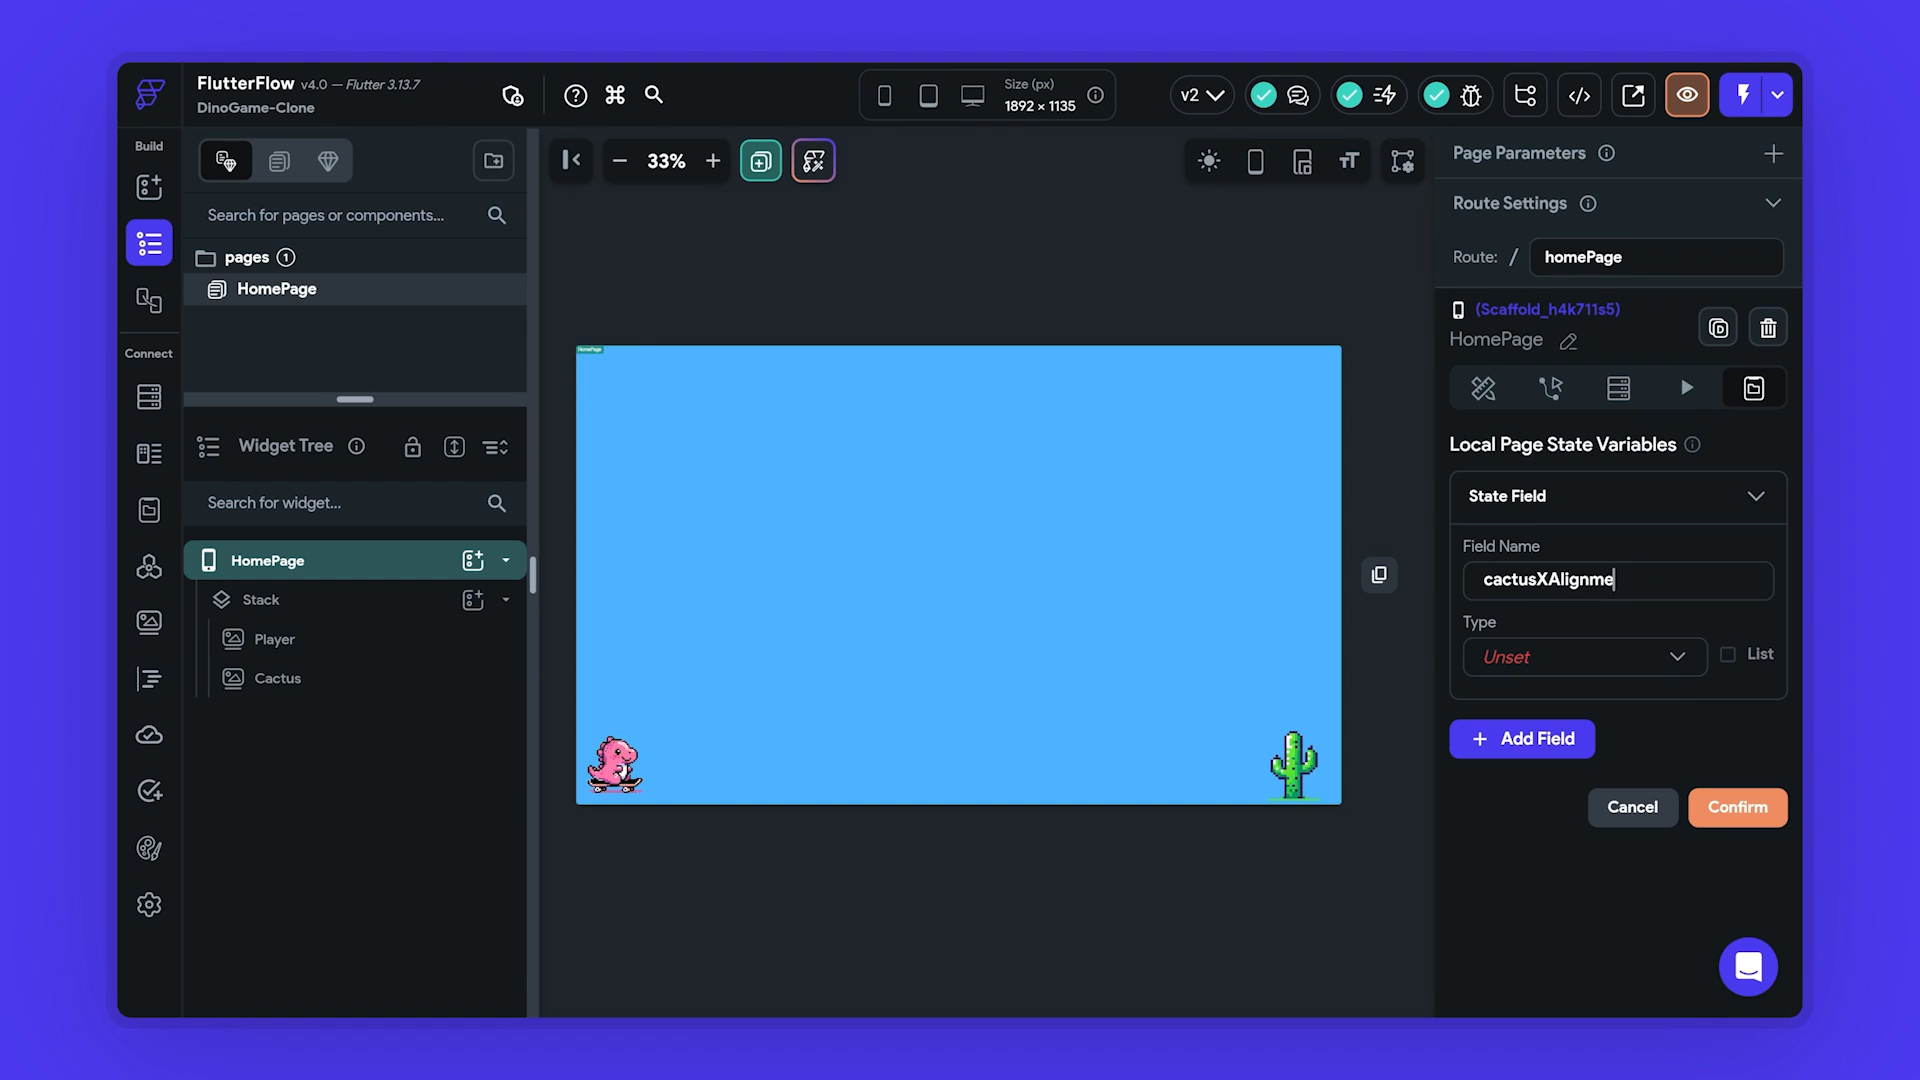 FlutterFlow v4.0 — Flutter 3.13.7
DInoGame-Clone
Size (px)
1892 × 1135
v2
Build
33%
Page Parameters
Search for pages or components...
Route Settings
pages 1
Route: / homePage
HomePage
(Scaffold_h4k711s5)
HomePage
Connect
HomePage
Widget Tree
Local Page State Variables
Search for widget...
State Field
Field Name
cactusXAlignme
HomePage
Stack
Type
Player
Unset
List
Cactus
Add Field
Cancel
Confirm